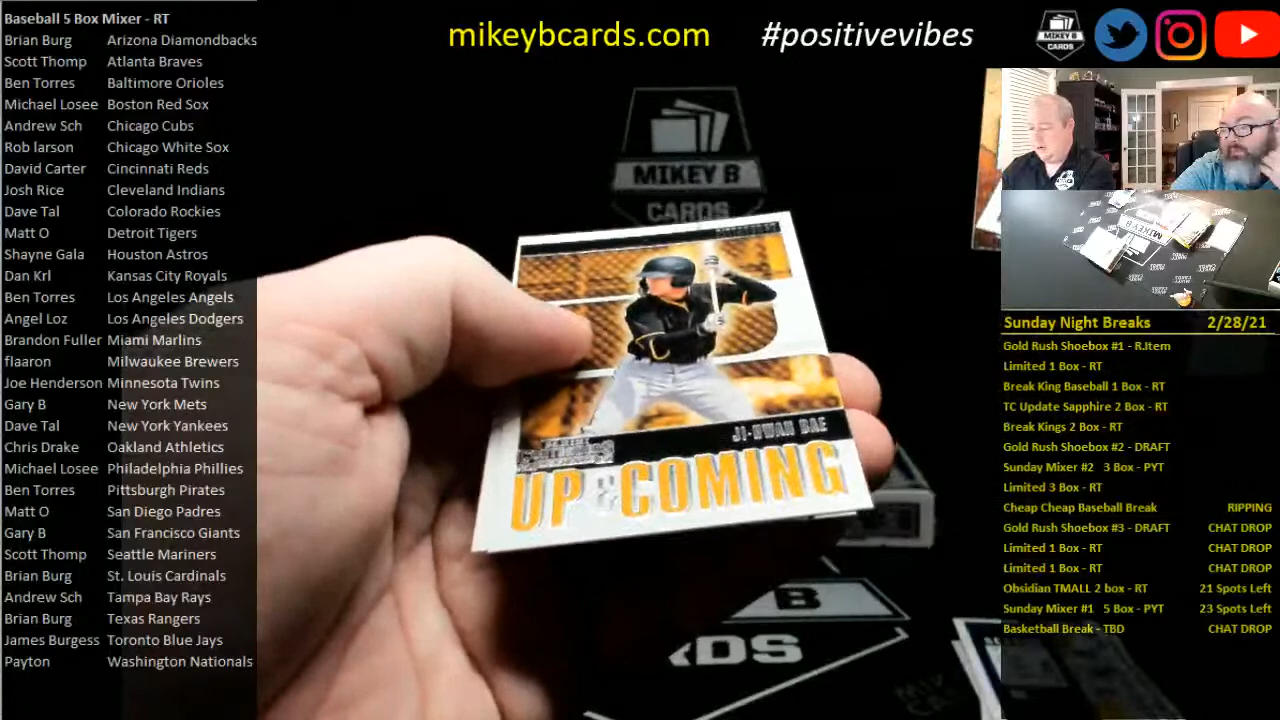 Baseball 5 Box Mixer - RT
Brian Burg Arizona Diamondbacks
Scott Thomp Atlanta Braves
Ben Torres Baltimore Orioles
Michael Losee Boston Red Sox
Andrew Sch Chicago Cubs
Rob larson Chicago White Sox
David Carter Cincinnati Reds
Josh Rice Cleveland Indians
Dave Tal Colorado Rockies
Matt O Detroit Tigers
Shayne Gala Houston Astros
Dan Krl Kansas City Royals
Ben Torres Los Angeles Angels
Angel Loz Los Angeles Dodgers
Brandon Fuller Miami Marlins
flaaron Milwaukee Brewers
Joe Henderson Minnesota Twins
Gary B New York Mets
Dave Tal New York Yankees
Chris Drake Oakland Athletics
Michael Losee Philadelphia Phillies
Ben Torres Pittsburgh Pirates
Matt O San Diego Padres
Gary B San Francisco Giants
Scott Thomp Seattle Mariners
Brian Burg St. Louis Cardinals
Andrew Sch Tampa Bay Rays
Brian Burg Texas Rangers
James Burgess Toronto Blue Jays
Payton Washington Nationals
mikeybcards.com #positivevibes
MIKEY B
CARDS
MIKEY B
CARDS
JI-HWAN BAE
UP & COMING
B
RDS
Sunday Night Breaks 2/28/21
Gold Rush Shoebox #1 - R.Item
Limited 1 Box - RT
Break King Baseball 1 Box - RT
TC Update Sapphire 2 Box - RT
Break Kings 2 Box - RT
Gold Rush Shoebox #2 - DRAFT
Sunday Mixer #2 3 Box - PYT
Limited 3 Box - RT
Cheap Cheap Baseball Break RIPPING
Gold Rush Shoebox #3 - DRAFT CHAT DROP
Limited 1 Box - RT CHAT DROP
Limited 1 Box - RT CHAT DROP
Obsidian TMALL 2 box - RT 21 Spots Left
Sunday Mixer #1 5 Box - PYT 23 Spots Left
Basketball Break - TBD CHAT DROP